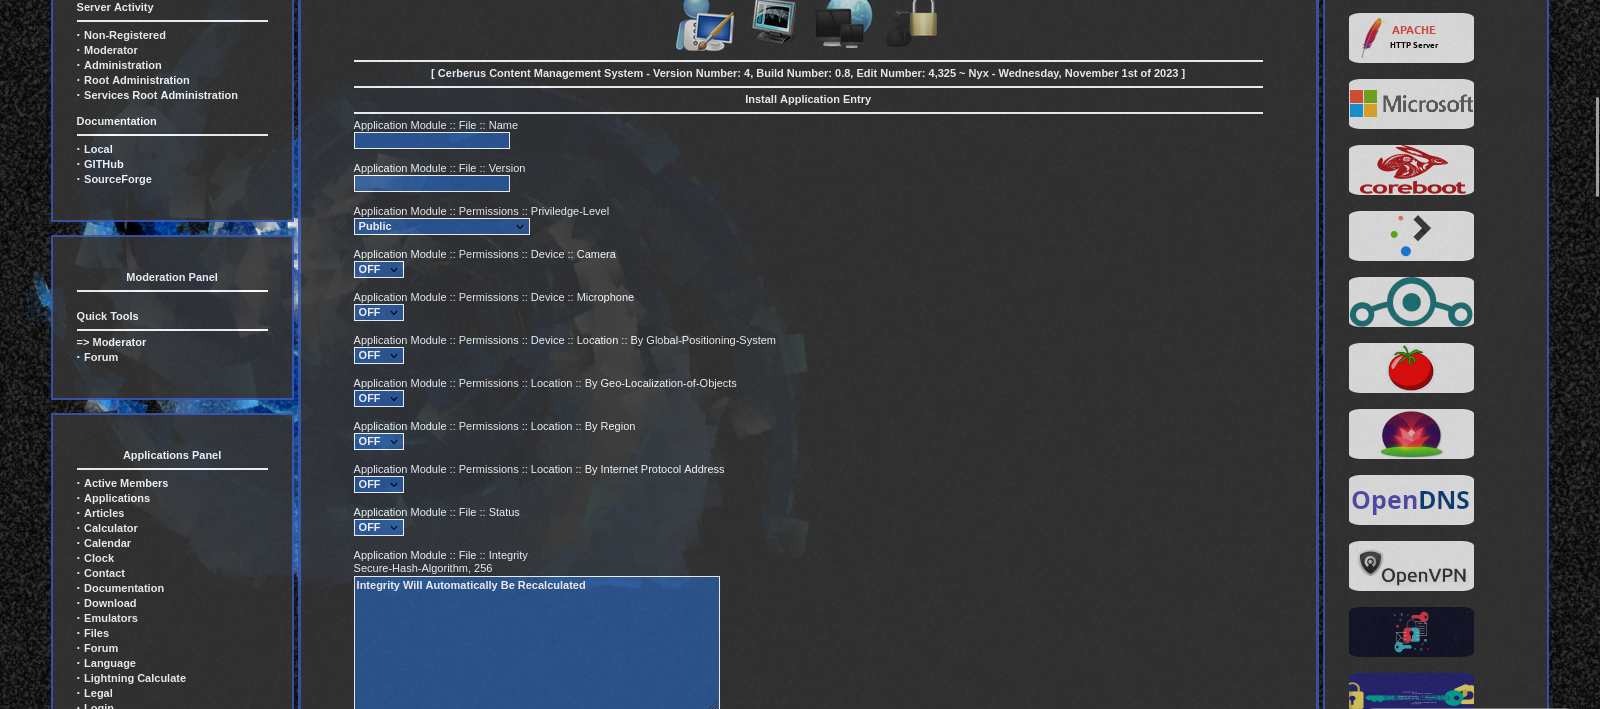 Server Activity
· Non-Registered
· Moderator
· Administration
· Root Administration
· Services Root Administration
Documentation
· Local
· GITHub
· SourceForge
Moderation Panel
Quick Tools
=> Moderator
· Forum
Applications Panel
· Active Members
· Applications
· Articles
· Calculator
· Calendar
· Clock
· Contact
· Documentation
· Download
· Emulators
· Files
· Forum
· Language
· Lightning Calculate
· Legal
· Login
[ Cerberus Content Management System - Version Number: 4, Build Number: 0.8, Edit Number: 4,325 ~ Nyx - Wednesday, November 1st of 2023 ]
Install Application Entry
Application Module :: File :: Name
Application Module :: File :: Version
Application Module :: Permissions :: Priviledge-Level
Public
Application Module :: Permissions :: Device :: Camera
OFF
Application Module :: Permissions :: Device :: Microphone
OFF
Application Module :: Permissions :: Device :: Location :: By Global-Positioning-System
OFF
Application Module :: Permissions :: Location :: By Geo-Localization-of-Objects
OFF
Application Module :: Permissions :: Location :: By Region
OFF
Application Module :: Permissions :: Location :: By Internet Protocol Address
OFF
Application Module :: File :: Status
OFF
Application Module :: File :: Integrity
Secure-Hash-Algorithm, 256
Integrity Will Automatically Be Recalculated
APACHE
HTTP Server
Microsoft
coreboot
OpenDNS
OpenVPN